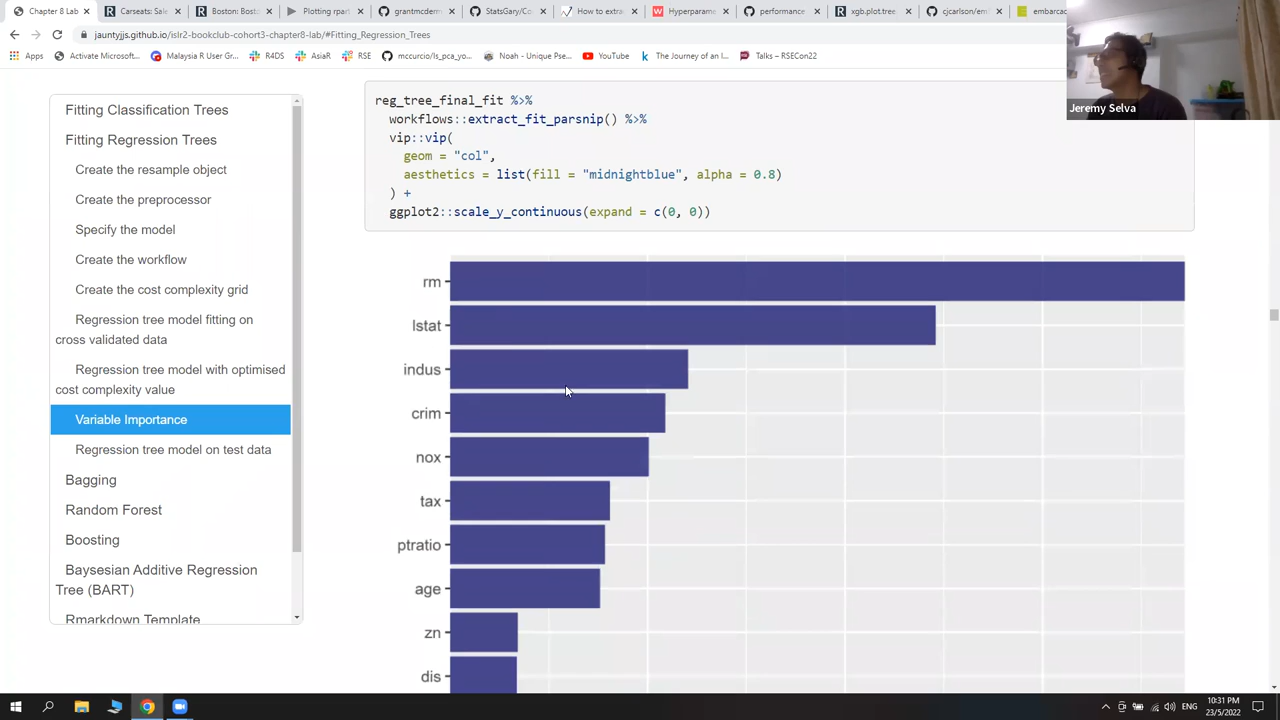 Chapter 8 Lab
Carseats: Sale
Boston: Bosto
Plotting rpart
grantmcderm
StatsGary/Cd
How to extra
Hyperparame
performance
xgb.plot.tree
cjcarlson/em
embarcad
jauntyjjs.github.io/islr2-bookclub-cohort3-chapter8-lab/#Fitting_Regression_Trees
Apps
Activate Microsoft...
Malaysia R User Gr...
R4DS
AsiaR
RSE
mccurcio/ls_pca_yo...
Noah - Unique Pse...
YouTube
The Journey of an I...
Talks – RSECon22
Jeremy Selva
Fitting Classification Trees
Fitting Regression Trees
Create the resample object
Create the preprocessor
Specify the model
Create the workflow
Create the cost complexity grid
Regression tree model fitting on
cross validated data
Regression tree model with optimised
cost complexity value
Variable Importance
Regression tree model on test data
Bagging
Random Forest
Boosting
Baysesian Additive Regression
Tree (BART)
Rmarkdown Template
reg_tree_final_fit %>%
workflows::extract_fit_parsnip() %>%
vip::vip(
geom = "col",
aesthetics = list(fill = "midnightblue", alpha = 0.8)
) +
ggplot2::scale_y_continuous(expand = c(0, 0))
rm
lstat
indus
crim
nox
tax
ptratio
age
zn
dis
ENG
10:31 PM
23/5/2022